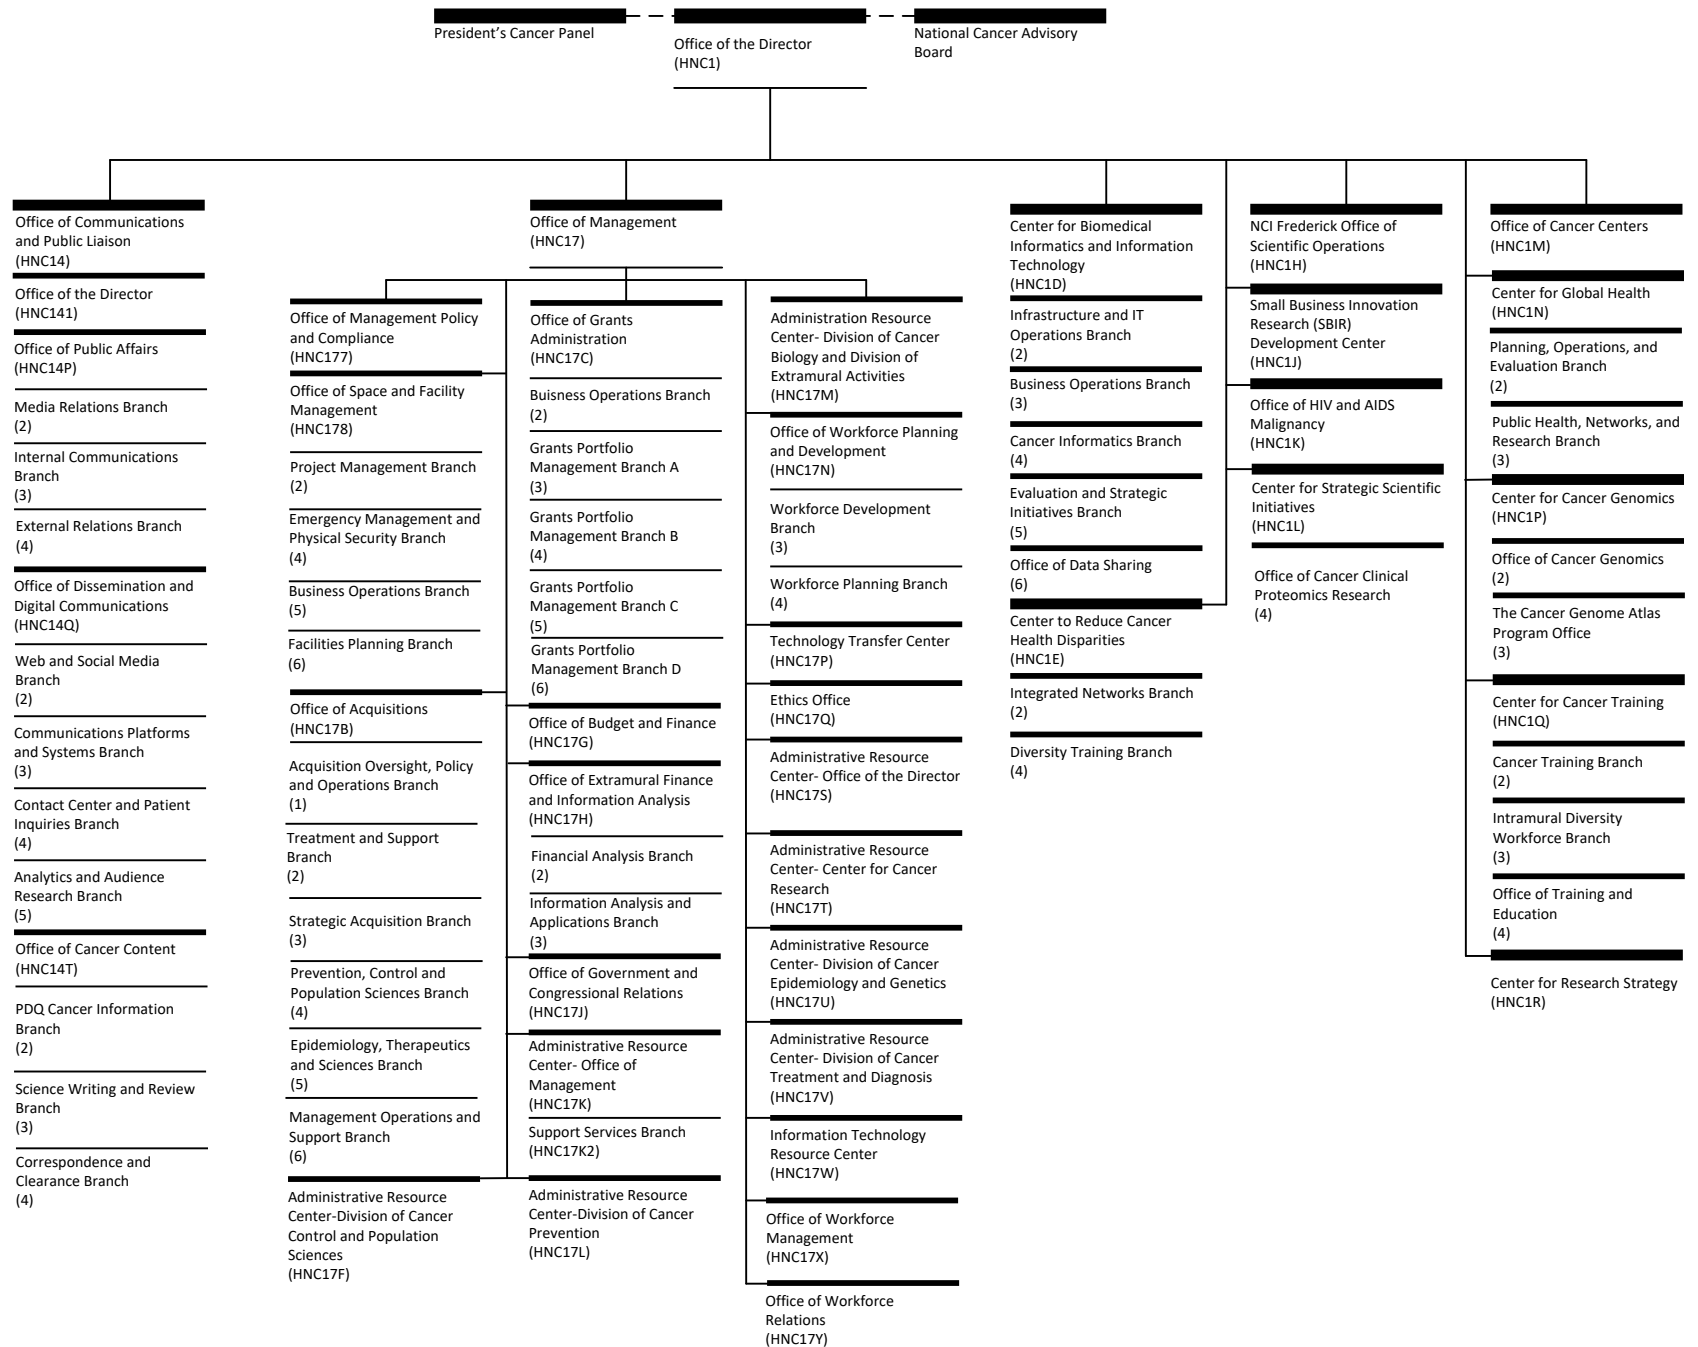 President's Cancer Panel
Office of the Director
(HNC1)
National Cancer Advisory
Board
Office of Communications
and Public Liaison
(HNC14)
Office of the Director
(HNC141)
Office of Public Affairs
(HNC14P)
Media Relations Branch
(2)
Internal Communications
Branch
(3)
External Relations Branch
(4)
Office of Dissemination and
Digital Communications
(HNC14Q)
Web and Social Media
Branch
(2)
Communications Platforms
and Systems Branch
(3)
Contact Center and Patient
Inquiries Branch
(4)
Analytics and Audience
Research Branch
(5)
Office of Cancer Content
(HNC14T)
PDQ Cancer Information
Branch
(2)
Science Writing and Review
Branch
(3)
Correspondence and
Clearance Branch
(4)
Office of Management
(HNC17)
Office of Management Policy
and Compliance
(HNC177)
Office of Space and Facility
Management
(HNC178)
Project Management Branch
(2)
Emergency Management and
Physical Security Branch
(4)
Business Operations Branch
(5)
Facilities Planning Branch
(6)
Office of Acquisitions
(HNC17B)
Acquisition Oversight, Policy
and Operations Branch
(1)
Treatment and Support
Branch
(2)
Strategic Acquisition Branch
(3)
Prevention, Control and
Population Sciences Branch
(4)
Epidemiology, Therapeutics
and Sciences Branch
(5)
Management Operations and
Support Branch
(6)
Administrative Resource
Center-Division of Cancer
Control and Population
Sciences
(HNC17F)
Office of Grants
Administration
(HNC17C)
Buisness Operations Branch
(2)
Grants Portfolio
Management Branch A
(3)
Grants Portfolio
Management Branch B
(4)
Grants Portfolio
Management Branch C
(5)
Grants Portfolio
Management Branch D
(6)
Office of Budget and Finance
(HNC17G)
Office of Extramural Finance
and Information Analysis
(HNC17H)
Financial Analysis Branch
(2)
Information Analysis and
Applications Branch
(3)
Office of Government and
Congressional Relations
(HNC17J)
Administrative Resource
Center- Office of
Management
(HNC17K)
Support Services Branch
(HNC17K2)
Administrative Resource
Center-Division of Cancer
Prevention
(HNC17L)
Administration Resource
Center- Division of Cancer
Biology and Division of
Extramural Activities
(HNC17M)
Office of Workforce Planning
and Development
(HNC17N)
Workforce Development
Branch
(3)
Workforce Planning Branch
(4)
Technology Transfer Center
(HNC17P)
Ethics Office
(HNC17Q)
Administrative Resource
Center- Office of the Director
(HNC17S)
Administrative Resource
Center- Center for Cancer
Research
(HNC17T)
Administrative Resource
Center- Division of Cancer
Epidemiology and Genetics
(HNC17U)
Administrative Resource
Center- Division of Cancer
Treatment and Diagnosis
(HNC17V)
Information Technology
Resource Center
(HNC17W)
Office of Workforce
Management
(HNC17X)
Office of Workforce
Relations
(HNC17Y)
Center for Biomedical
Informatics and Information
Technology
(HNC1D)
Infrastructure and IT
Operations Branch
(2)
Business Operations Branch
(3)
Cancer Informatics Branch
(4)
Evaluation and Strategic
Initiatives Branch
(5)
Office of Data Sharing
(6)
Center to Reduce Cancer
Health Disparities
(HNC1E)
Integrated Networks Branch
(2)
Diversity Training Branch
(4)
NCI Frederick Office of
Scientific Operations
(HNC1H)
Small Business Innovation
Research (SBIR)
Development Center
(HNC1J)
Office of HIV and AIDS
Malignancy
(HNC1K)
Center for Strategic Scientific
Initiatives
(HNC1L)
Office of Cancer Clinical
Proteomics Research
(4)
Office of Cancer Centers
(HNC1M)
Center for Global Health
(HNC1N)
Planning, Operations, and
Evaluation Branch
(2)
Public Health, Networks, and
Research Branch
(3)
Center for Cancer Genomics
(HNC1P)
Office of Cancer Genomics
(2)
The Cancer Genome Atlas
Program Office
(3)
Center for Cancer Training
(HNC1Q)
Cancer Training Branch
(2)
Intramural Diversity
Workforce Branch
(3)
Office of Training and
Education
(4)
Center for Research Strategy
(HNC1R)